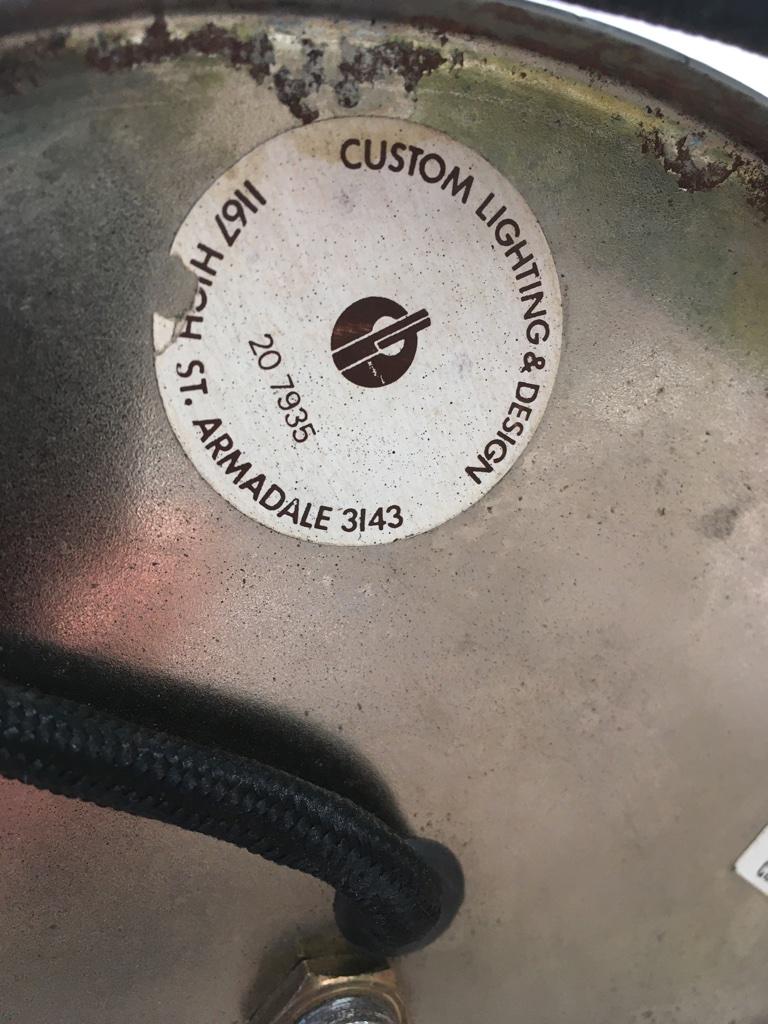 CUSTOM LIGHTING & DESIGN
1167 HIGH ST. ARMADALE 3143
20 7935